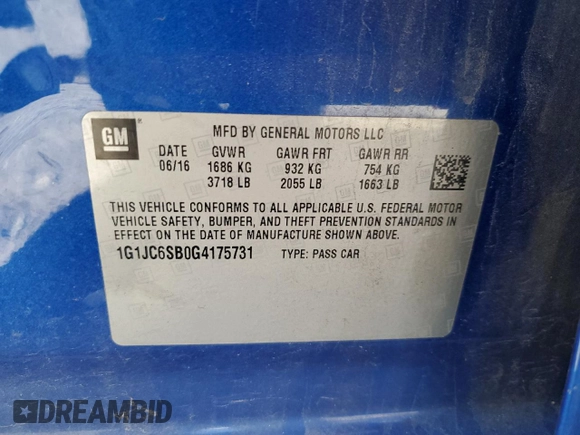 GM
MFD BY GENERAL MOTORS LLC
DATE GVWR GAWR FRT GAWR RR
06/16 1686 KG 932 KG 754 KG
3718 LB 2055 LB 1663 LB
THIS VEHICLE CONFORMS TO ALL APPLICABLE U.S. FEDERAL MOTOR
VEHICLE SAFETY, BUMPER, AND THEFT PREVENTION STANDARDS IN
EFFECT ON THE DATE OF MANUFACTURE SHOWN ABOVE.
1G1JC6SB0G4175731 TYPE: PASS CAR
DREAMBID